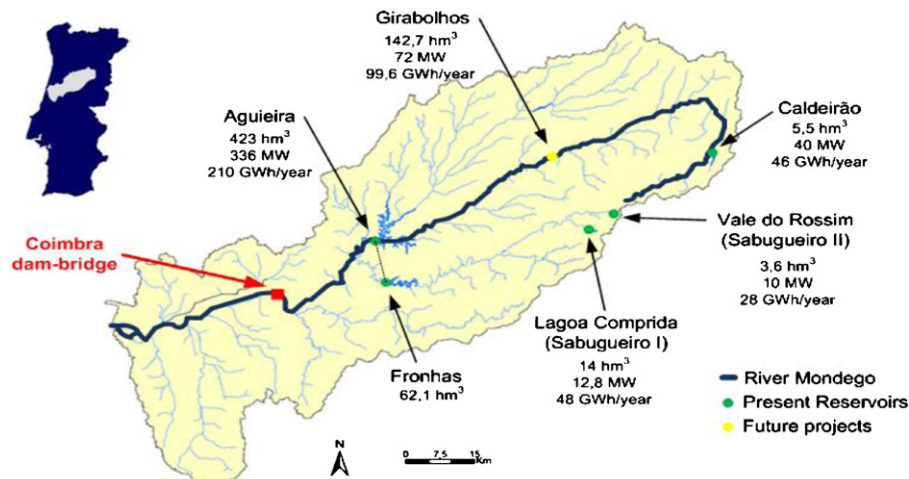 Girabolhos
142,7 hm³
72 MW
99,6 GWh/year
Aguieira
423 hm³
336 MW
210 GWh/year
Caldeirão
5,5 hm³
40 MW
46 GWh/year
Coimbra
dam-bridge
Vale do Rossim
(Sabugueiro II)
3,6 hm³
10 MW
28 GWh/year
Lagoa Comprida
(Sabugueiro I)
14 hm³
12,8 MW
48 GWh/year
Fronhas
62,1 hm³
River Mondego
Present Reservoirs
Future projects
N
0 7,5 15
Km